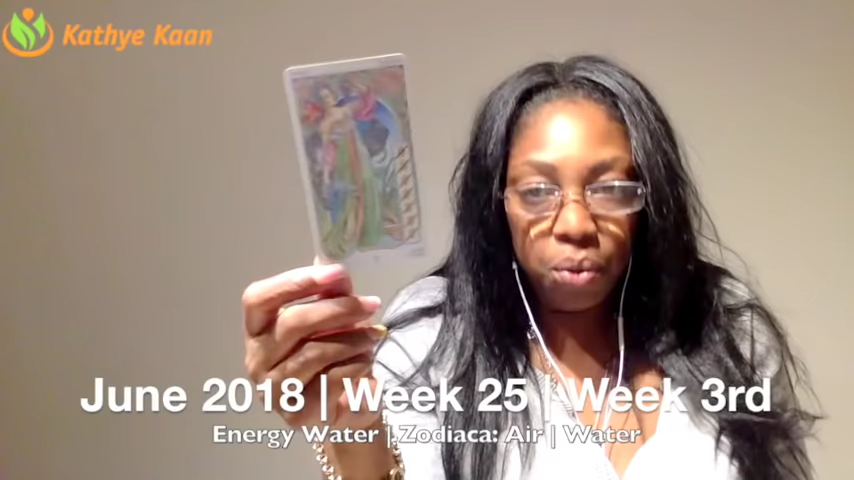 Kathye Kaan
June 2018 | Week 25 | Week 3rd
Energy Water | Zodiaca: Air | Water